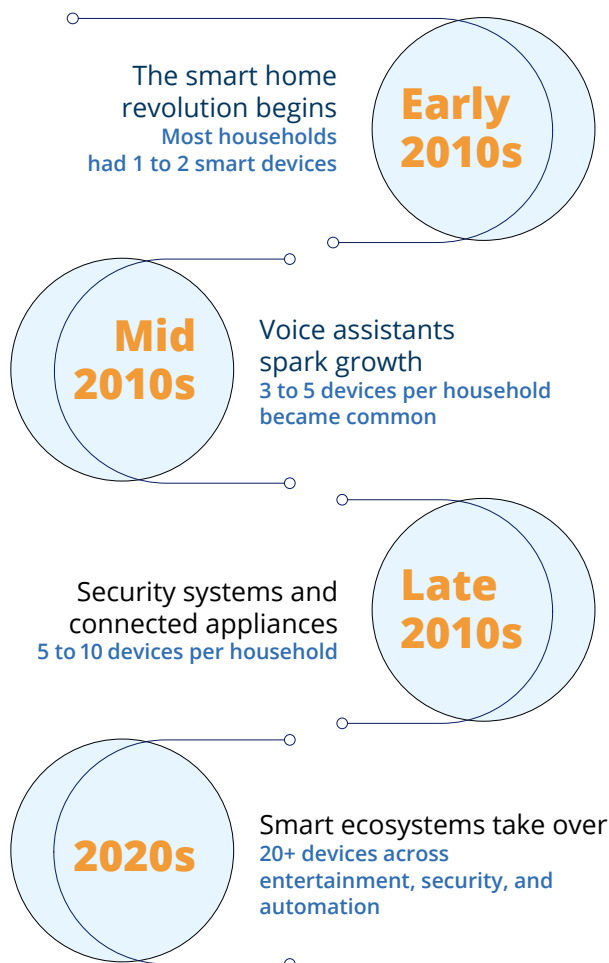 The smart home
revolution begins
Most households
had 1 to 2 smart devices
Early
2010s
Mid
2010s
Voice assistants
spark growth
3 to 5 devices per household
became common
Security systems and
connected appliances
5 to 10 devices per household
Late
2010s
2020s
Smart ecosystems take over
20+ devices across
entertainment, security, and
automation